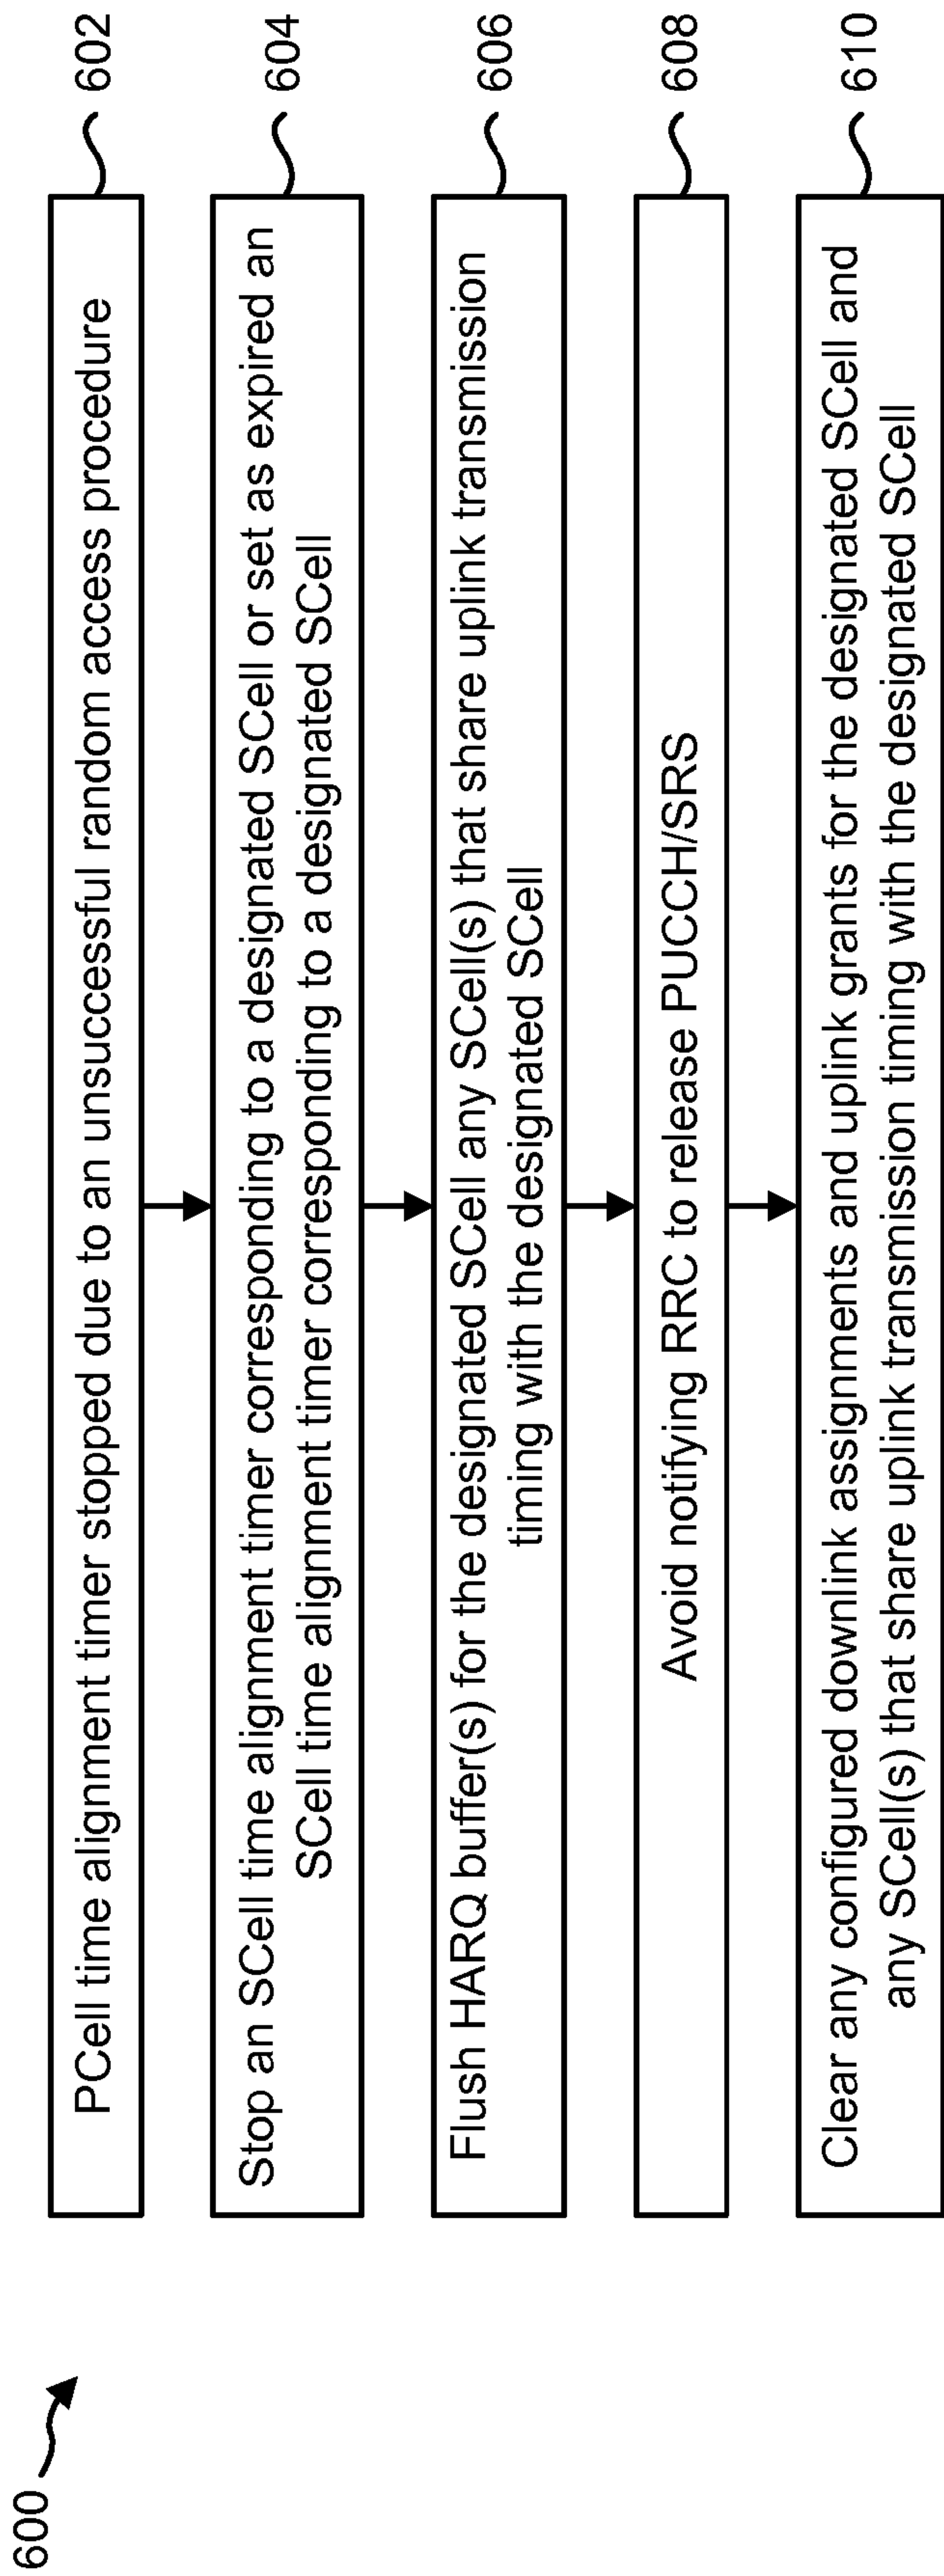 600
PCell time alignment timer stopped due to an unsuccessful random access procedure
602
Stop an SCell time alignment timer corresponding to a designated SCell or set as expired an
SCell time alignment timer corresponding to a designated SCell
604
Flush HARQ buffer(s) for the designated SCell any SCell(s) that share uplink transmission
timing with the designated SCell
606
Avoid notifying RRC to release PUCCH/SRS
608
Clear any configured downlink assignments and uplink grants for the designated SCell and
any SCell(s) that share uplink transmission timing with the designated SCell
610